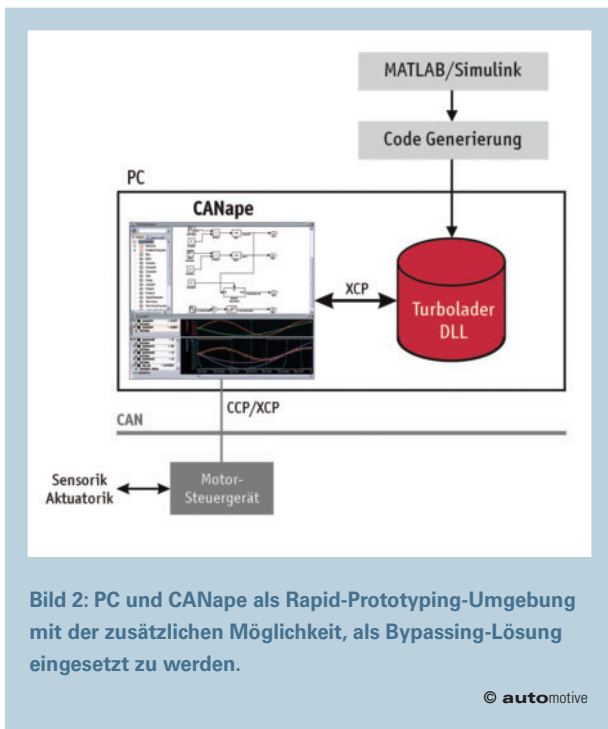 MATLAB/Simulink
Code Generierung
PC
CANape
XCP
Turbolader
DLL
CCP/XCP
CAN
Sensorik
Aktuatorik
Motor-
Steuergerät
Bild 2: PC und CANape als Rapid-Prototyping-Umgebung
mit der zusätzlichen Möglichkeit, als Bypassing-Lösung
eingesetzt zu werden.
© automotive